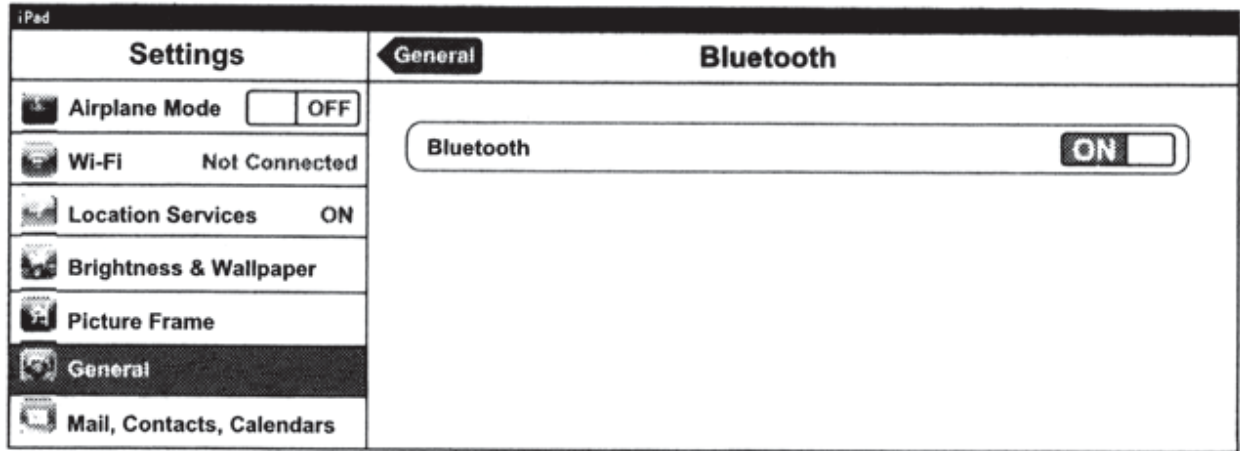 iPad
Settings
Airplane Mode OFF
Wi-Fi Not Connected
Location Services ON
Brightness & Wallpaper
Picture Frame
General
Mail, Contacts, Calendars
General Bluetooth
Bluetooth ON